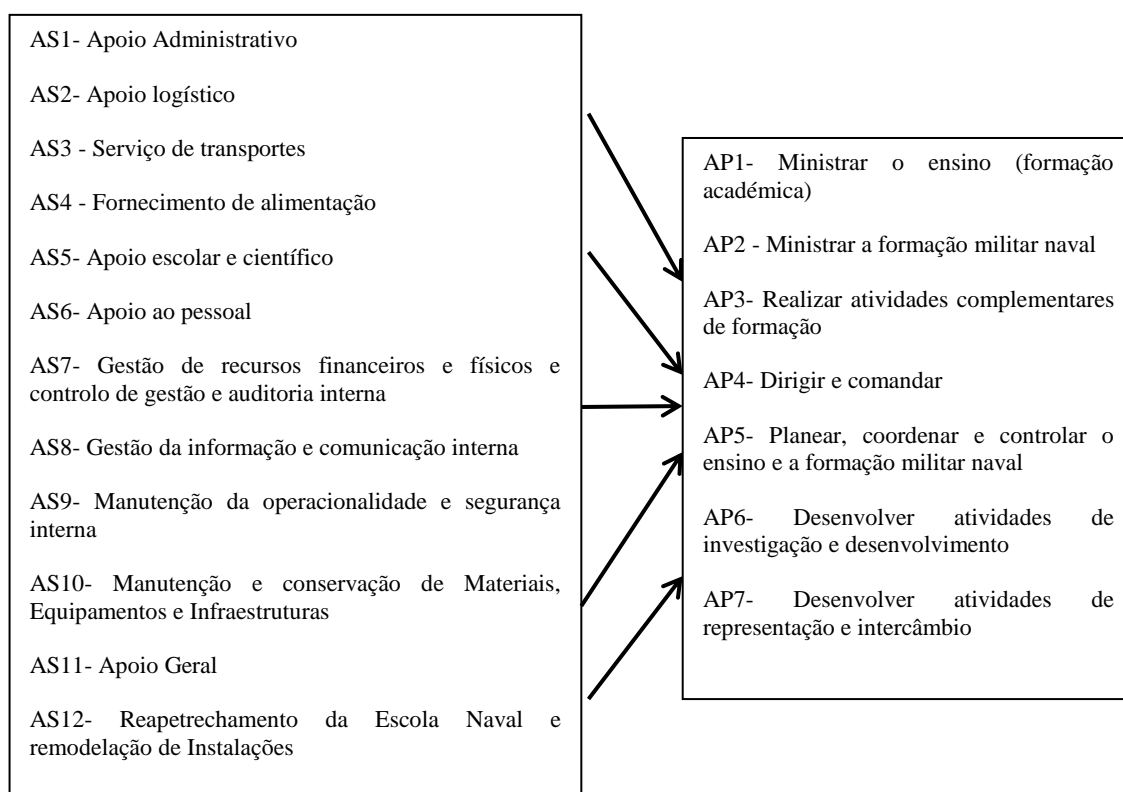 AS1- Apoio Administrativo
AS2- Apoio logístico
AS3 - Serviço de transportes
AS4 - Fornecimento de alimentação
AS5- Apoio escolar e científico
AS6- Apoio ao pessoal
AS7- Gestão de recursos financeiros e físicos e
controlo de gestão e auditoria interna
AS8- Gestão da informação e comunicação interna
AS9- Manutenção da operacionalidade e segurança
interna
AS10- Manutenção e conservação de Materiais,
Equipamentos e Infraestruturas
AS11- Apoio Geral
AS12- Reapetrechamento da Escola Naval e
remodelação de Instalações
AP1- Ministrar o ensino (formação
académica)
AP2 - Ministrar a formação militar naval
AP3- Realizar atividades complementares
de formação
AP4- Dirigir e comandar
AP5- Planear, coordenar e controlar o
ensino e a formação militar naval
AP6- Desenvolver atividades de
investigação e desenvolvimento
AP7- Desenvolver atividades de
representação e intercâmbio